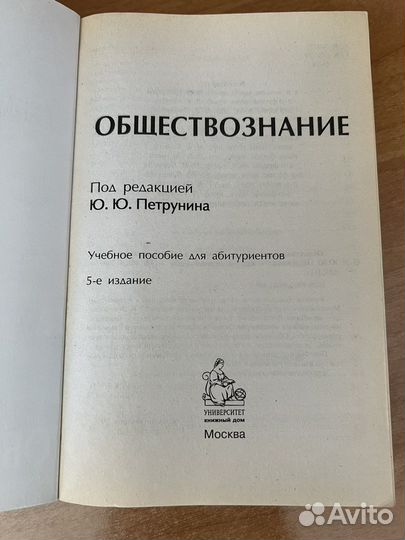 ОБЩЕСТВОЗНАНИЕ
Под редакцией
Ю. Ю. Петрунина
Учебное пособие для абитуриентов
5-е издание
УНИВЕРСИТЕТ
КНИЖНЫЙ ДОМ
Москва
Avito